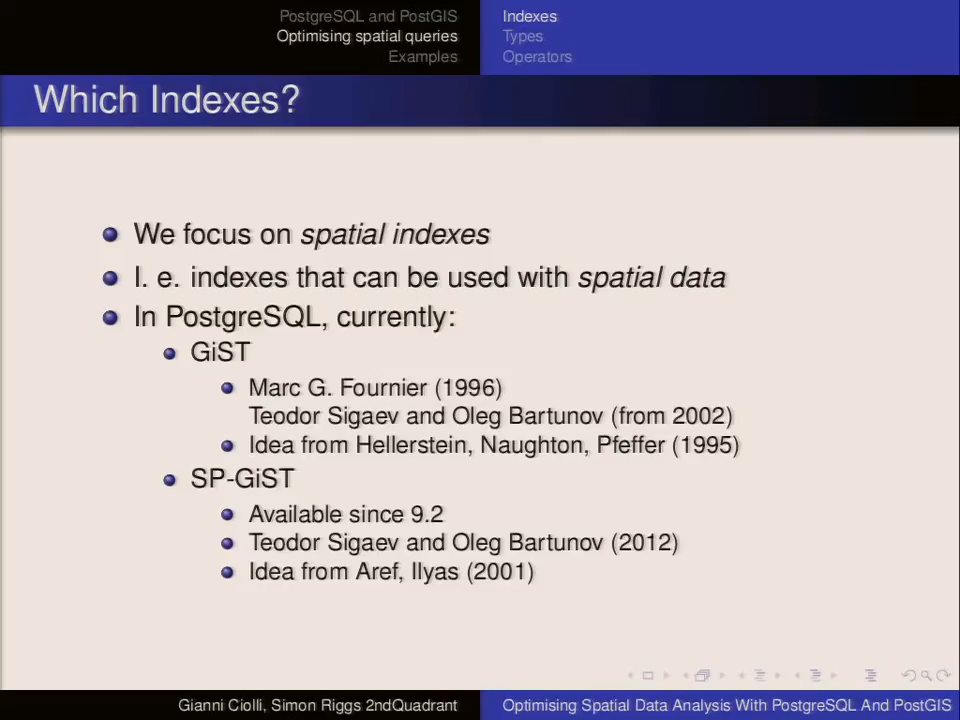 PostgreSQL and PostGIS
Optimising spatial queries
Examples
Indexes
Types
Operators
Which Indexes?
We focus on spatial indexes
I. e. indexes that can be used with spatial data
In PostgreSQL, currently:
GiST
Marc G. Fournier (1996)
Teodor Sigaev and Oleg Bartunov (from 2002)
Idea from Hellerstein, Naughton, Pfeffer (1995)
SP-GiST
Available since 9.2
Teodor Sigaev and Oleg Bartunov (2012)
Idea from Aref, Ilyas (2001)
Gianni Ciolli, Simon Riggs 2ndQuadrant
Optimising Spatial Data Analysis With PostgreSQL And PostGIS